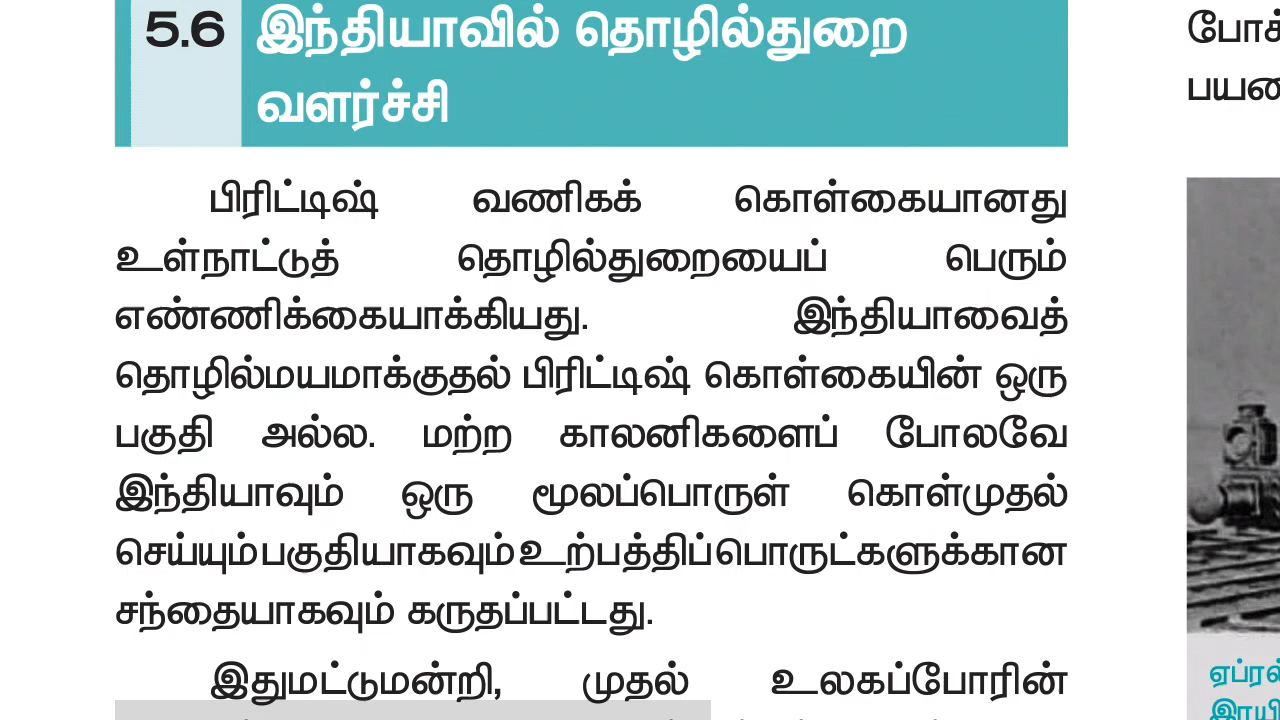 5.6 இந்தியாவில் தொழில்துறை
வளர்ச்சி
பிரிட்டிஷ் வணிகக் கொள்கையானது
உள்நாட்டுத் தொழில்துறையைப் பெரும்
எண்ணிக்கையாக்கியது. இந்தியாவைத்
தொழில்மயமாக்குதல் பிரிட்டிஷ் கொள்கையின் ஒரு
பகுதி அல்ல. மற்ற காலனிகளைப் போலவே
இந்தியாவும் ஒரு மூலப்பொருள் கொள்முதல்
செய்யும் பகுதியாகவும் உற்பத்திப் பொருட்களுக்கான
சந்தையாகவும் கருதப்பட்டது.
இதுமட்டுமன்றி, முதல் உலகப்போரின்